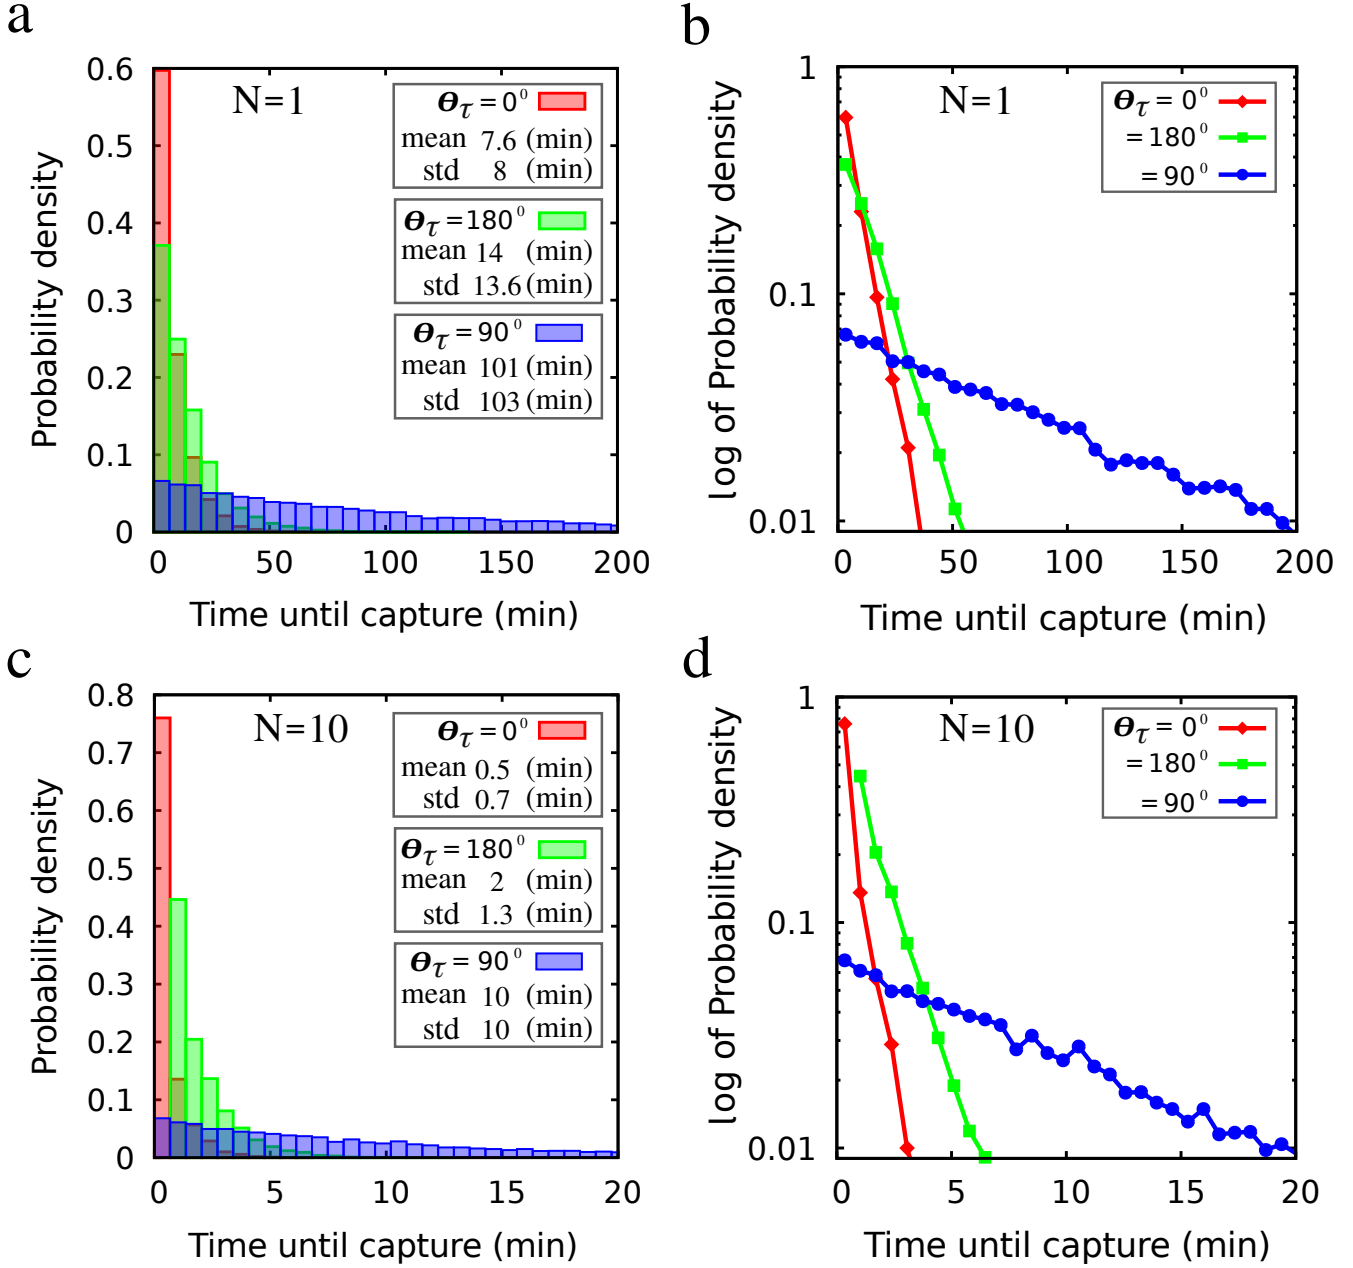 a
N=1
Θτ = 0⁰
mean 7.6 (min)
std 8 (min)
Θτ = 180⁰
mean 14 (min)
std 13.6 (min)
Θτ = 90⁰
mean 101 (min)
std 103 (min)
Probability density
0.6
0.5
0.4
0.3
0.2
0.1
0
0 50 100 150 200
Time until capture (min)
b
N=1
Θτ = 0⁰
= 180⁰
= 90⁰
log of Probability density
1
0.1
0.01
0 50 100 150 200
Time until capture (min)
c
N=10
Θτ = 0⁰
mean 0.5 (min)
std 0.7 (min)
Θτ = 180⁰
mean 2 (min)
std 1.3 (min)
Θτ = 90⁰
mean 10 (min)
std 10 (min)
Probability density
0.8
0.7
0.6
0.5
0.4
0.3
0.2
0.1
0
0 5 10 15 20
Time until capture (min)
d
N=10
Θτ = 0⁰
= 180⁰
= 90⁰
log of Probability density
1
0.1
0.01
0 5 10 15 20
Time until capture (min)